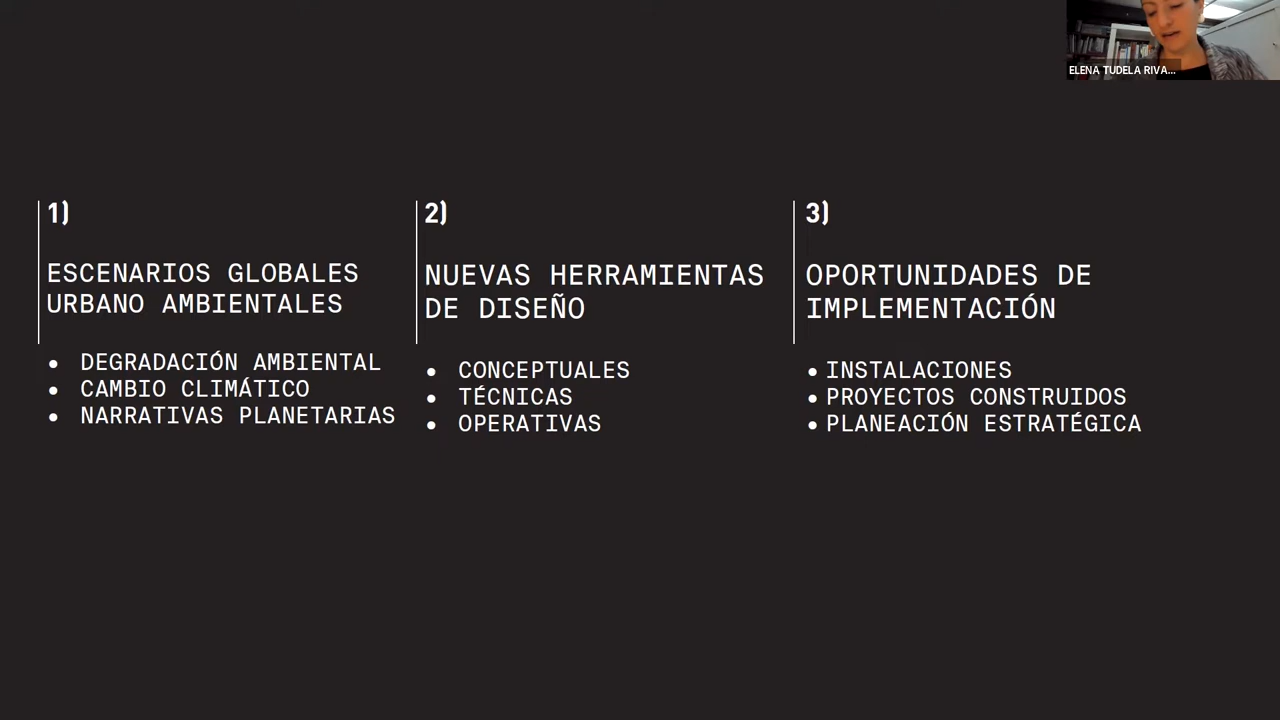 ELENA TUDELA RIVA...
1)
ESCENARIOS GLOBALES
URBANO AMBIENTALES
• DEGRADACIÓN AMBIENTAL
• CAMBIO CLIMÁTICO
• NARRATIVAS PLANETARIAS
2)
NUEVAS HERRAMIENTAS
DE DISEÑO
• CONCEPTUALES
• TÉCNICAS
• OPERATIVAS
3)
OPORTUNIDADES DE
IMPLEMENTACIÓN
• INSTALACIONES
• PROYECTOS CONSTRUIDOS
• PLANEACIÓN ESTRATÉGICA